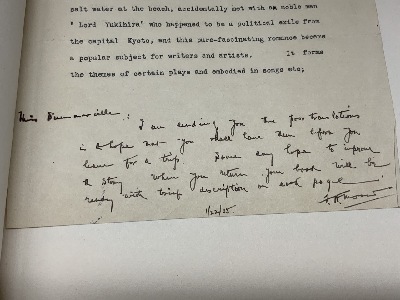 salt water at the beach, accidentally met with a noble man
" Lord Yukihira" who happened to be a political exile from
the capital Kyoto, and this pure-fascinating romance became
a popular subject for writers and artists. It forms
the themes of certain plays and embodied in songs etc;
Miss : I am sending you the translations
in a hope that you shall have them before you
leave for a trip. hope to improve
the story when you return. Your book will be
ready with description on each page.
1/22/25.